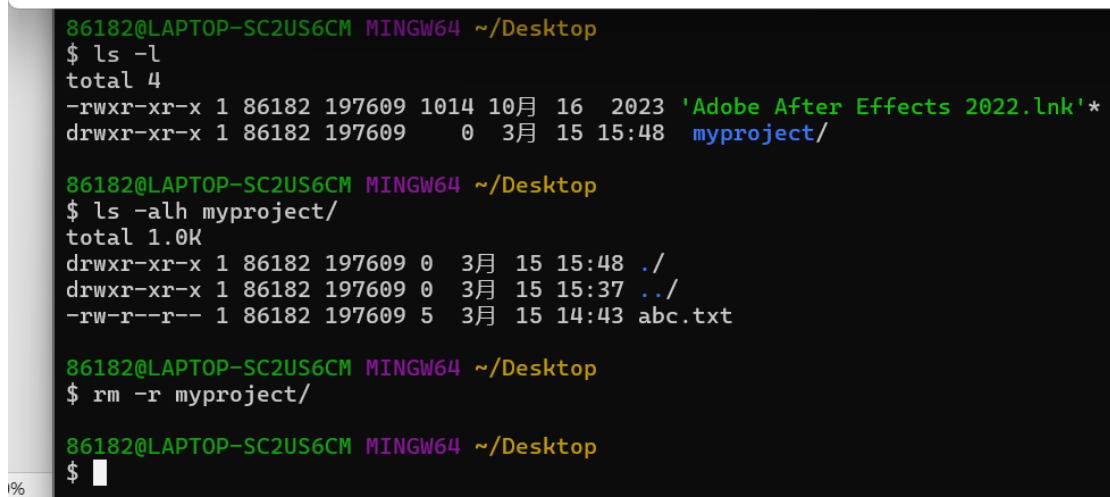 86182@LAPTOP-SC2US6CM MINGW64 ~/Desktop
$ ls -l
total 4
-rwxr-xr-x 1 86182 197609 1014 10月 16  2023 'Adobe After Effects 2022.lnk'*
drwxr-xr-x 1 86182 197609    0  3月 15 15:48  myproject/
86182@LAPTOP-SC2US6CM MINGW64 ~/Desktop
$ ls -alh myproject/
total 1.0K
drwxr-xr-x 1 86182 197609 0  3月 15 15:48 ./
drwxr-xr-x 1 86182 197609 0  3月 15 15:37 ../
-rw-r--r-- 1 86182 197609 5  3月 15 14:43 abc.txt
86182@LAPTOP-SC2US6CM MINGW64 ~/Desktop
$ rm -r myproject/
86182@LAPTOP-SC2US6CM MINGW64 ~/Desktop
$